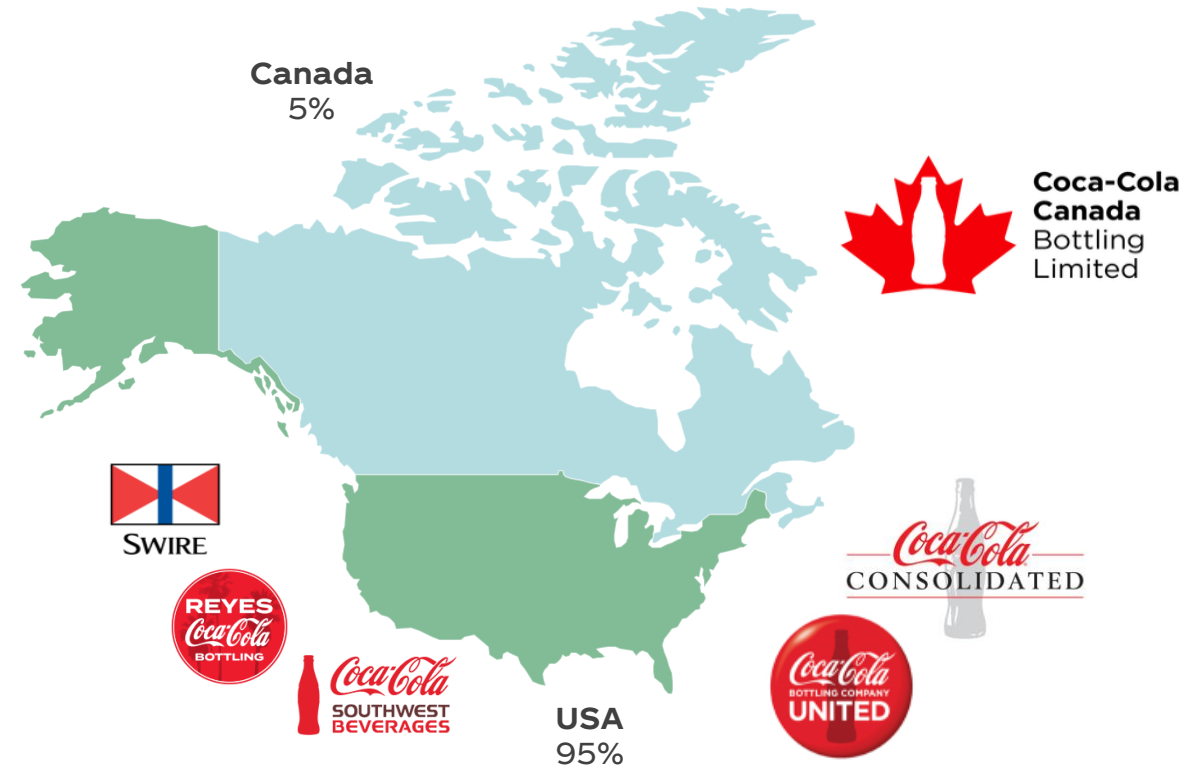 Canada
5%
Coca-Cola
Canada
Bottling
Limited
SWIRE
REYES
Coca-Cola
BOTTLING
Coca-Cola
SOUTHWEST
BEVERAGES
USA
95%
Coca-Cola
CONSOLIDATED
Coca-Cola
BOTTLING COMPANY
UNITED